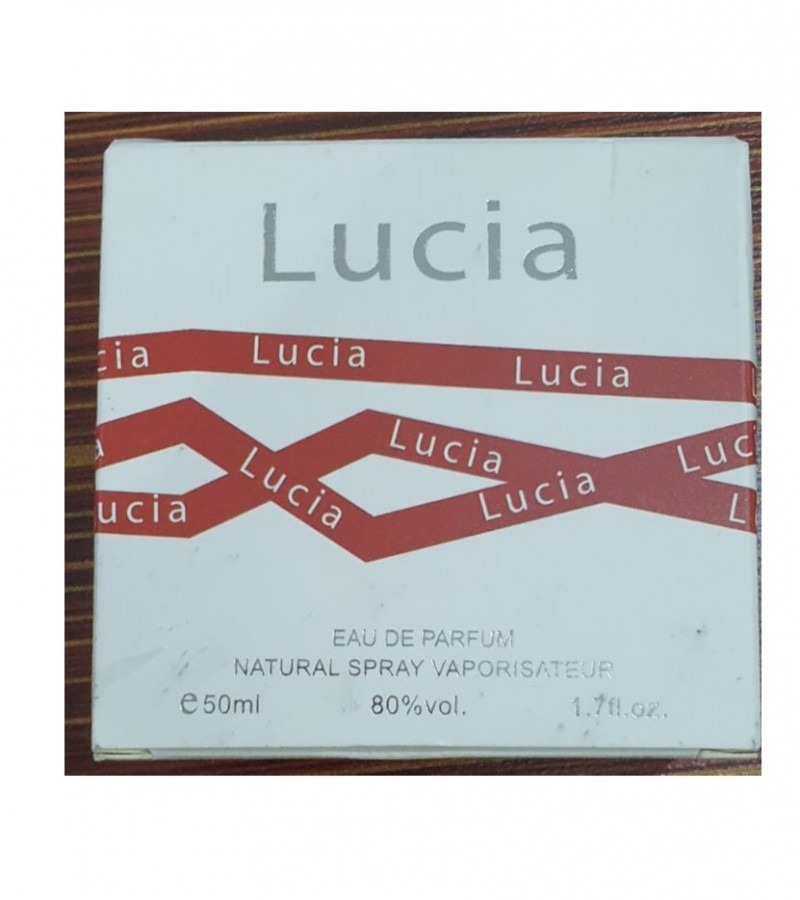 Lucia
cia Lucia Lucia L
a Lucia Lucia Luc
ucia Lucia L
EAU DE PARFUM
NATURAL SPRAY VAPORISATEUR
e50ml 80%vol. 1.7fl.oz.